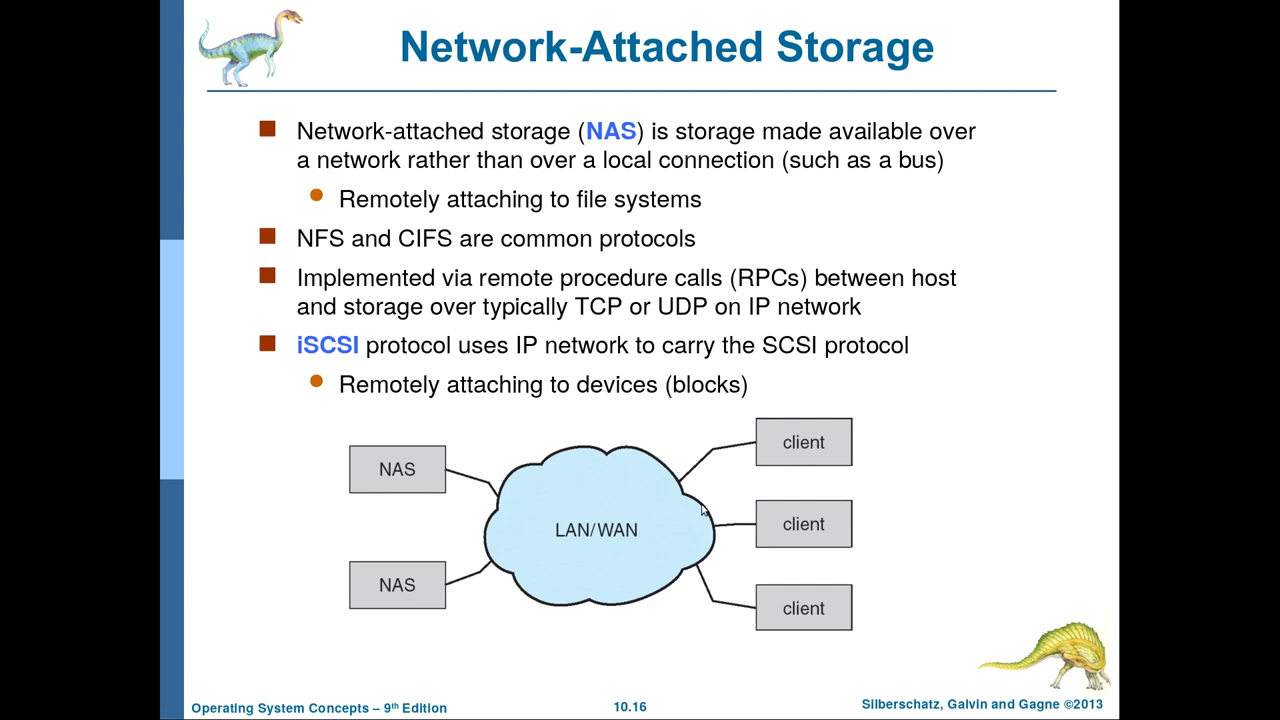 Network-Attached Storage
Network-attached storage (NAS) is storage made available over
a network rather than over a local connection (such as a bus)
Remotely attaching to file systems
NFS and CIFS are common protocols
Implemented via remote procedure calls (RPCs) between host
and storage over typically TCP or UDP on IP network
iSCSI protocol uses IP network to carry the SCSI protocol
Remotely attaching to devices (blocks)
NAS
NAS
LAN/WAN
client
client
client
Operating System Concepts – 9th Edition
10.16
Silberschatz, Galvin and Gagne ©2013